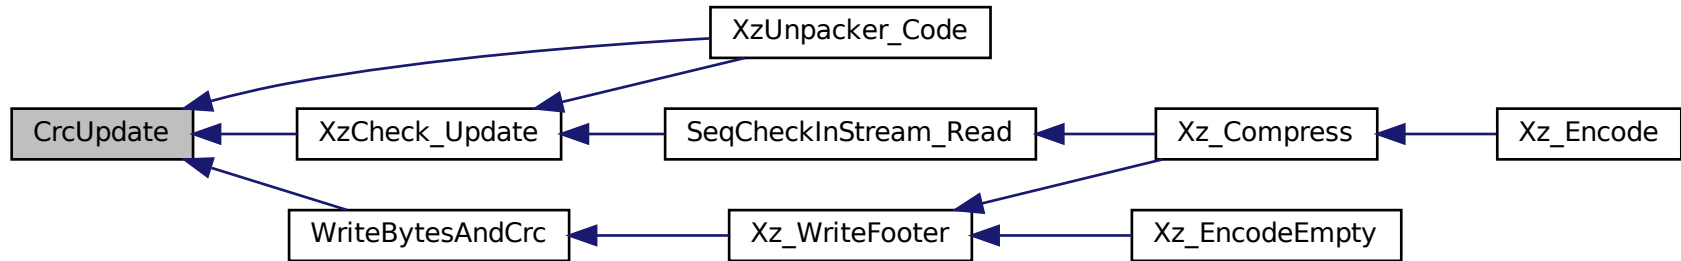 XzUnpacker_Code
CrcUpdate
XzCheck_Update
SeqCheckInStream_Read
Xz_Compress
Xz_Encode
WriteBytesAndCrc
Xz_WriteFooter
Xz_EncodeEmpty